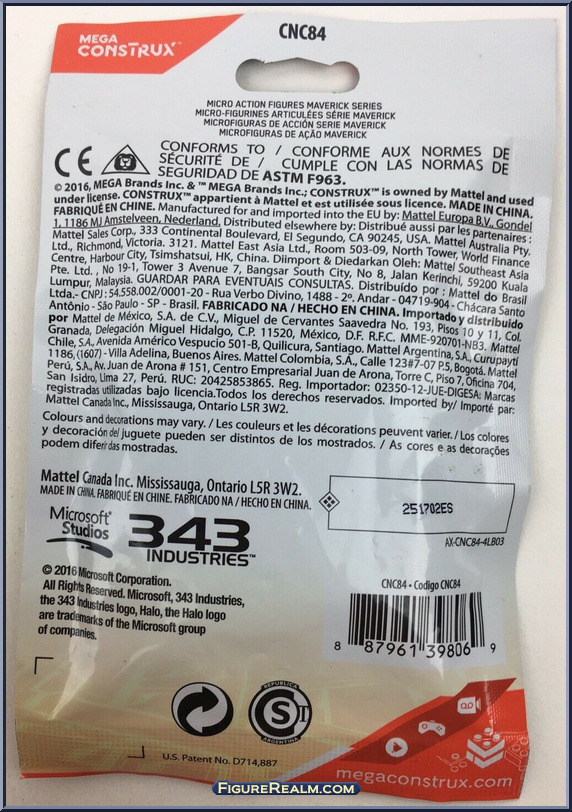 MEGA
CONSTRUX™
CNC84
MICRO ACTION FIGURES MAVERICK SERIES
MICRO-FIGURINES ARTICULÉES SÉRIE MAVERICK
MICROFIGURAS DE ACCIÓN SERIE MAVERICK
MICROFIGURAS DE AÇÃO MAVERICK
CE
CONFORMS TO / CONFORME AUX NORMES DE
SÉCURITÉ DE / CUMPLE CON LAS NORMAS DE
SEGURIDAD DE ASTM F963.
© 2016, MEGA Brands Inc. & ™ MEGA Brands Inc.; CONSTRUX™ is owned by Mattel and used
under license. CONSTRUX™ appartient à Mattel et est utilisée sous licence. MADE IN CHINA.
FABRIQUÉ EN CHINE. Manufactured for and imported into the EU by: Mattel Europa B.V., Gondel
1, 1186 MJ Amstelveen, Nederland. Distributed elsewhere by: Distribué aussi par les partenaires :
Mattel Sales Corp., 333 Continental Boulevard, El Segundo, CA 90245, USA. Mattel Australia Pty.
Ltd., Richmond, Victoria. 3121. Mattel East Asia Ltd., Room 503-09, North Tower, World Finance
Centre, Harbour City, Tsimshatsui, HK, China. Diimport & Diedarkan Oleh: Mattel Southeast Asia
Pte. Ltd., No 19-1, Tower 3 Avenue 7, Bangsar South City, No 8, Jalan Kerinchi, 59200 Kuala
Lumpur, Malaysia. GUARDAR PARA EVENTUAIS CONSULTAS. Distribuído por : Mattel do Brasil
Ltda.- CNPJ : 54.558.002/0001-20 - Rua Verbo Divino, 1488 - 2º. Andar - 04719-904 - Chácara Santo
Antônio - São Paulo - SP - Brasil. FABRICADO NA / HECHO EN CHINA. Importado y distribuido
por Mattel de México, S.A. de C.V., Miguel de Cervantes Saavedra No. 193, Pisos 10 y 11, Col.
Granada, Delegación Miguel Hidalgo, C.P. 11520, México, D.F. R.F.C. MME-920701-NB3. Mattel
Chile, S.A., Avenida Américo Vespucio 501-B, Quilicura, Santiago. Mattel Argentina, S.A., Curupaytí
1186, (1607) - Villa Adelina, Buenos Aires. Mattel Colombia, S.A., Calle 123#7-07 P.5, Bogotá. Mattel
Perú, S.A., Av. Juan de Arona # 151, Centro Empresarial Juan de Arona, Torre C, Piso 7, Oficina 704,
San Isidro, Lima 27, Perú. RUC: 20425853865. Reg. Importador: 02350-12-JUE-DIGESA: Marcas
registradas utilizadas bajo licencia.Todos los derechos reservados. Imported by/ Importé par:
Mattel Canada Inc., Mississauga, Ontario L5R 3W2.
Colours and decorations may vary. / Les couleurs et les décorations peuvent varier. / Los colores
y decoración del juguete pueden ser distintos de los mostrados. / As cores e as decorações
podem diferir das mostradas.
Mattel Canada Inc. Mississauga, Ontario L5R 3W2.
MADE IN CHINA. FABRIQUÉ EN CHINE. FABRICADO NA / HECHO EN CHINA.
251702ES
AX-CNC84-4LB03
Microsoft®
Studios
343
INDUSTRIES™
© 2016 Microsoft Corporation.
All Rights Reserved. Microsoft, 343 Industries,
the 343 Industries logo, Halo, the Halo logo
are trademarks of the Microsoft group
of companies.
CNC84 • Codigo CNC84
8 87961 39806 9
REPUBLICA
S
ARGENTINA
U.S. Patent No. D714,887
megaconstrux.com
FIGUREREALM.COM